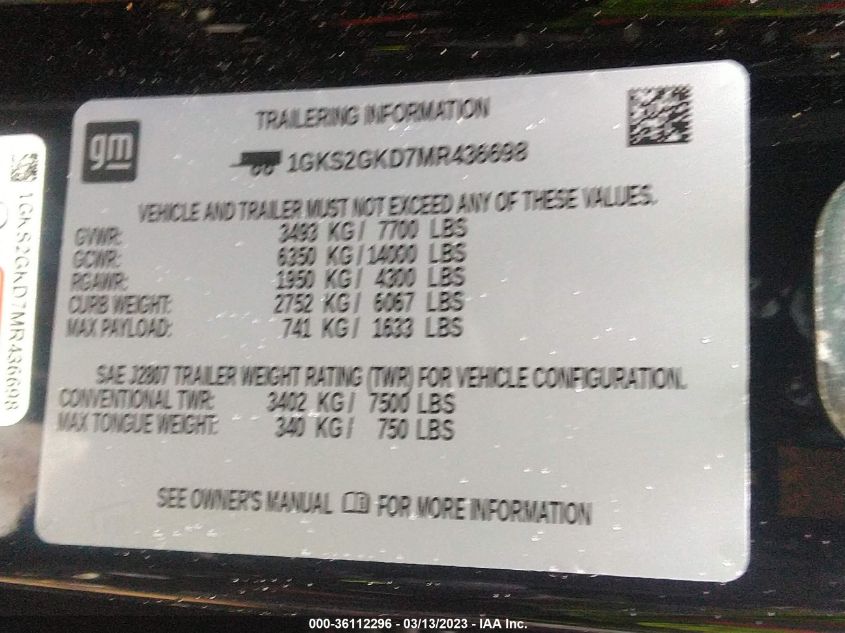 gm
TRAILERING INFORMATION
1GKS2GKD7MR436698
VEHICLE AND TRAILER MUST NOT EXCEED ANY OF THESE VALUES.
GVWR: 3493 KG / 7700 LBS
GCWR: 6350 KG / 14000 LBS
RGAWR: 1950 KG / 4300 LBS
CURB WEIGHT: 2752 KG / 6067 LBS
MAX PAYLOAD: 741 KG / 1633 LBS
SAE J2807 TRAILER WEIGHT RATING (TWR) FOR VEHICLE CONFIGURATION.
CONVENTIONAL TWR: 3402 KG / 7500 LBS
MAX TONGUE WEIGHT: 340 KG / 750 LBS
SEE OWNER'S MANUAL FOR MORE INFORMATION
1GKS2GKD7MR436698
000-36112296 - 03/13/2023 - IAA Inc.